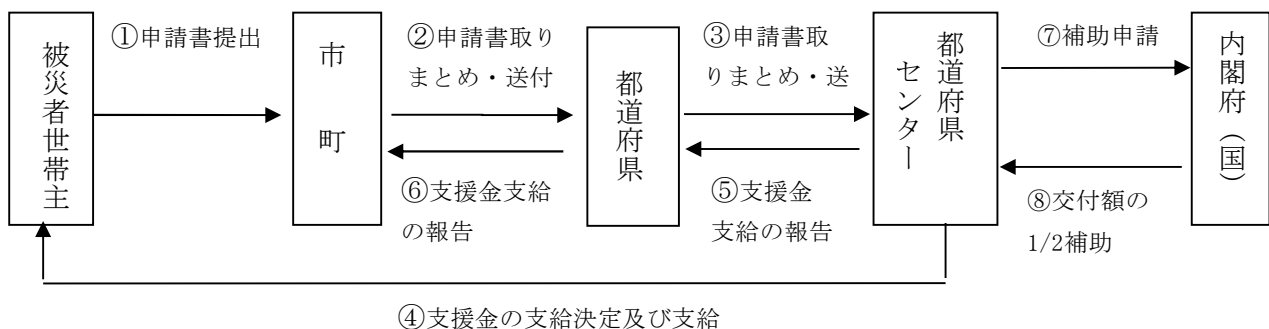 被災者世帯主
①申請書提出
市町
②申請書取り
まとめ・送付
⑥支援金支給
の報告
都道府県
③申請書取
りまとめ・送
⑤支援金
支給の報告
都道府県
センター
⑦補助申請
⑧交付額の
1/2補助
内閣府(国)
④支援金の支給決定及び支給